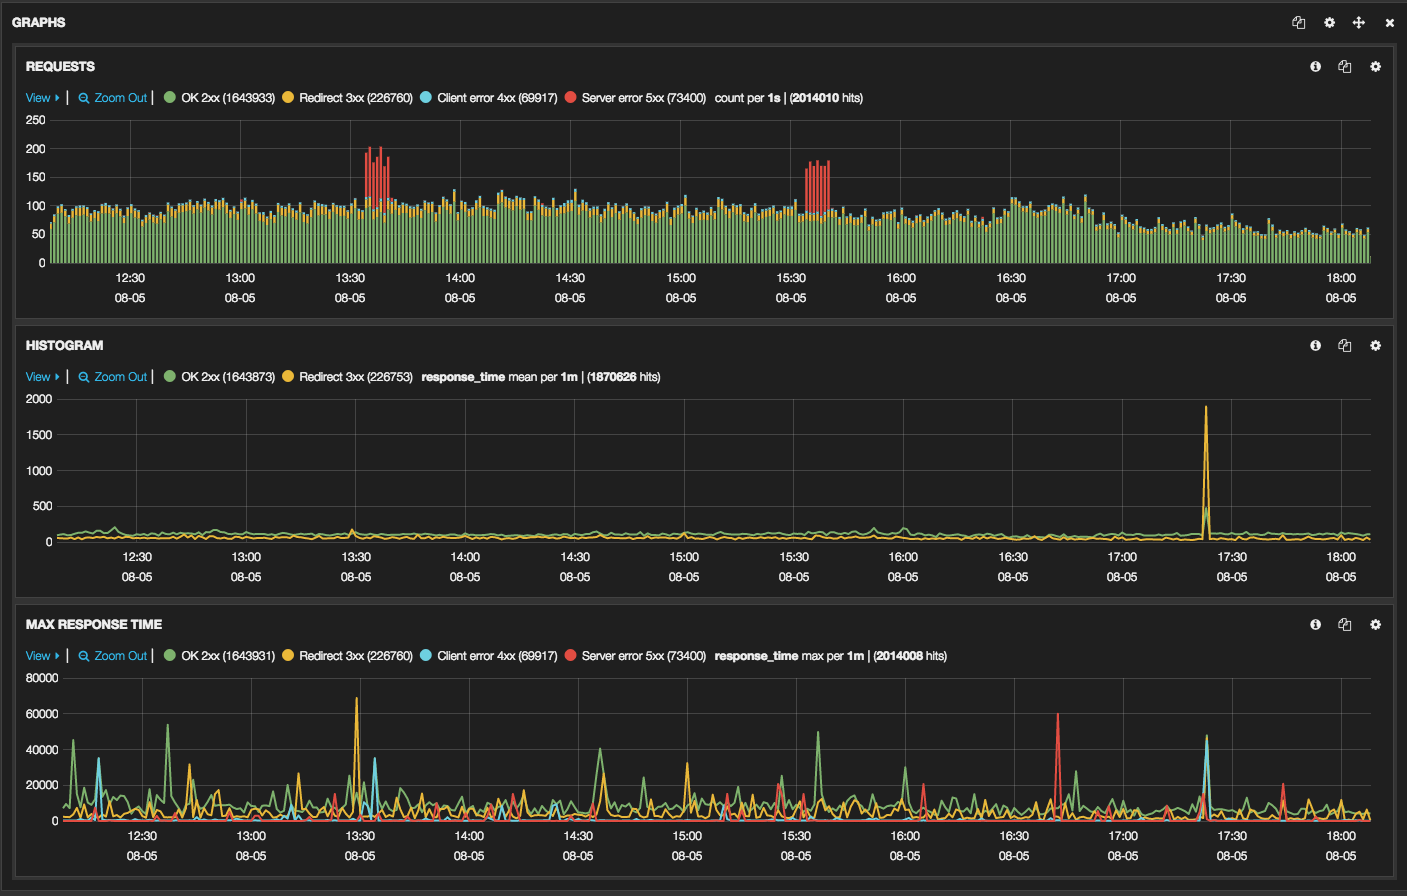 GRAPHS
REQUESTS
View | Zoom Out | OK 2xx (1643933) Redirect 3xx (226760) Client error 4xx (69917) Server error 5xx (73400) count per 1s | (2014010 hits)
250
200
150
100
50
0
12:30 13:00 13:30 14:00 14:30 15:00 15:30 16:00 16:30 17:00 17:30 18:00
08-05 08-05 08-05 08-05 08-05 08-05 08-05 08-05 08-05 08-05 08-05 08-05
HISTOGRAM
View | Zoom Out | OK 2xx (1643873) Redirect 3xx (226753) response_time mean per 1m | (1870626 hits)
2000
1500
1000
500
0
12:30 13:00 13:30 14:00 14:30 15:00 15:30 16:00 16:30 17:00 17:30 18:00
08-05 08-05 08-05 08-05 08-05 08-05 08-05 08-05 08-05 08-05 08-05 08-05
MAX RESPONSE TIME
View | Zoom Out | OK 2xx (1643931) Redirect 3xx (226760) Client error 4xx (69917) Server error 5xx (73400) response_time max per 1m | (2014008 hits)
80000
60000
40000
20000
0
12:30 13:00 13:30 14:00 14:30 15:00 15:30 16:00 16:30 17:00 17:30 18:00
08-05 08-05 08-05 08-05 08-05 08-05 08-05 08-05 08-05 08-05 08-05 08-05